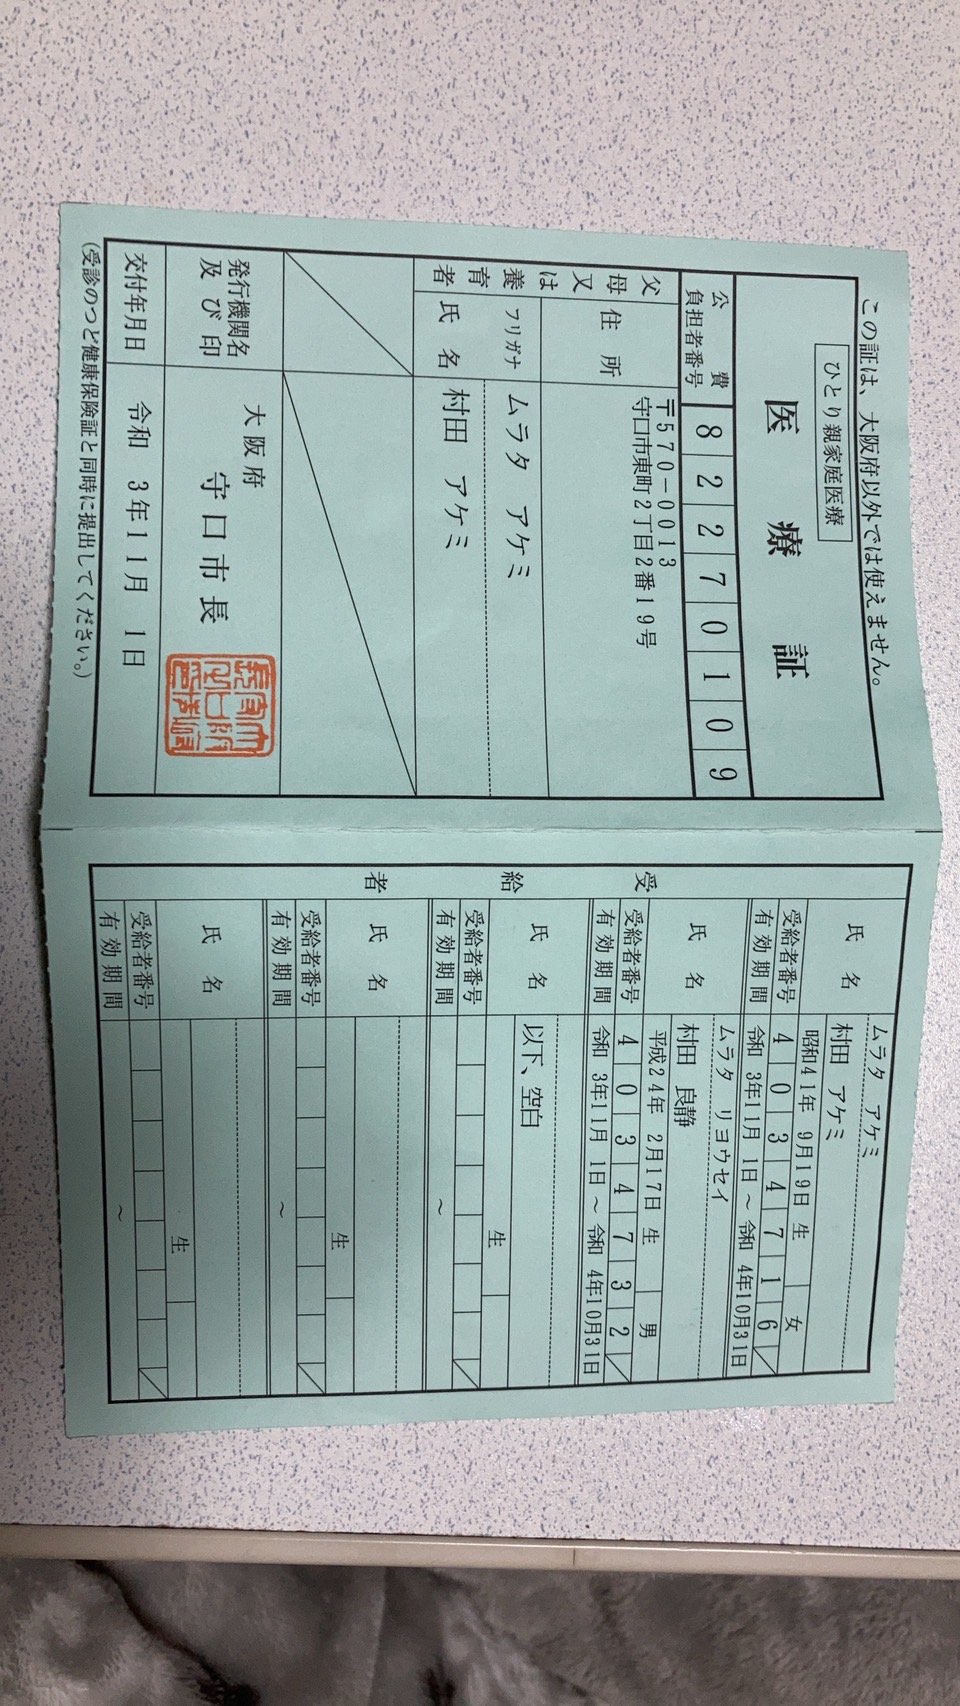 この証は、大阪府以外では使えません。
ひとり親家庭医療
医療証
公費負担者番号 8 2 2 7 0 1 0 9
父母又は養育者
住所 〒570-0013
守口市東町2丁目2番19号
フリガナ ムラタ アケミ
氏名 村田 アケミ
発行機関名及び印 大阪府
守口市長
交付年月日 令和 3年11月 1日
(受診のつど健康保険証と同時に提出してください。)
受給者
ムラタ アケミ
氏名 村田 アケミ
昭和41年 9月19日 生 女
受給者番号 4 0 3 4 7 1 6
有効期間 令和 3年11月 1日 ~ 令和 4年10月31日
ムラタ リヨウセイ
氏名 村田 良静
平成24年 2月17日 生 男
受給者番号 4 0 3 4 7 3 2
有効期間 令和 3年11月 1日 ~ 令和 4年10月31日
氏名 以下、空白
生
受給者番号
有効期間 ~
氏名
生
受給者番号
有効期間 ~
氏名
生
受給者番号
有効期間 ~